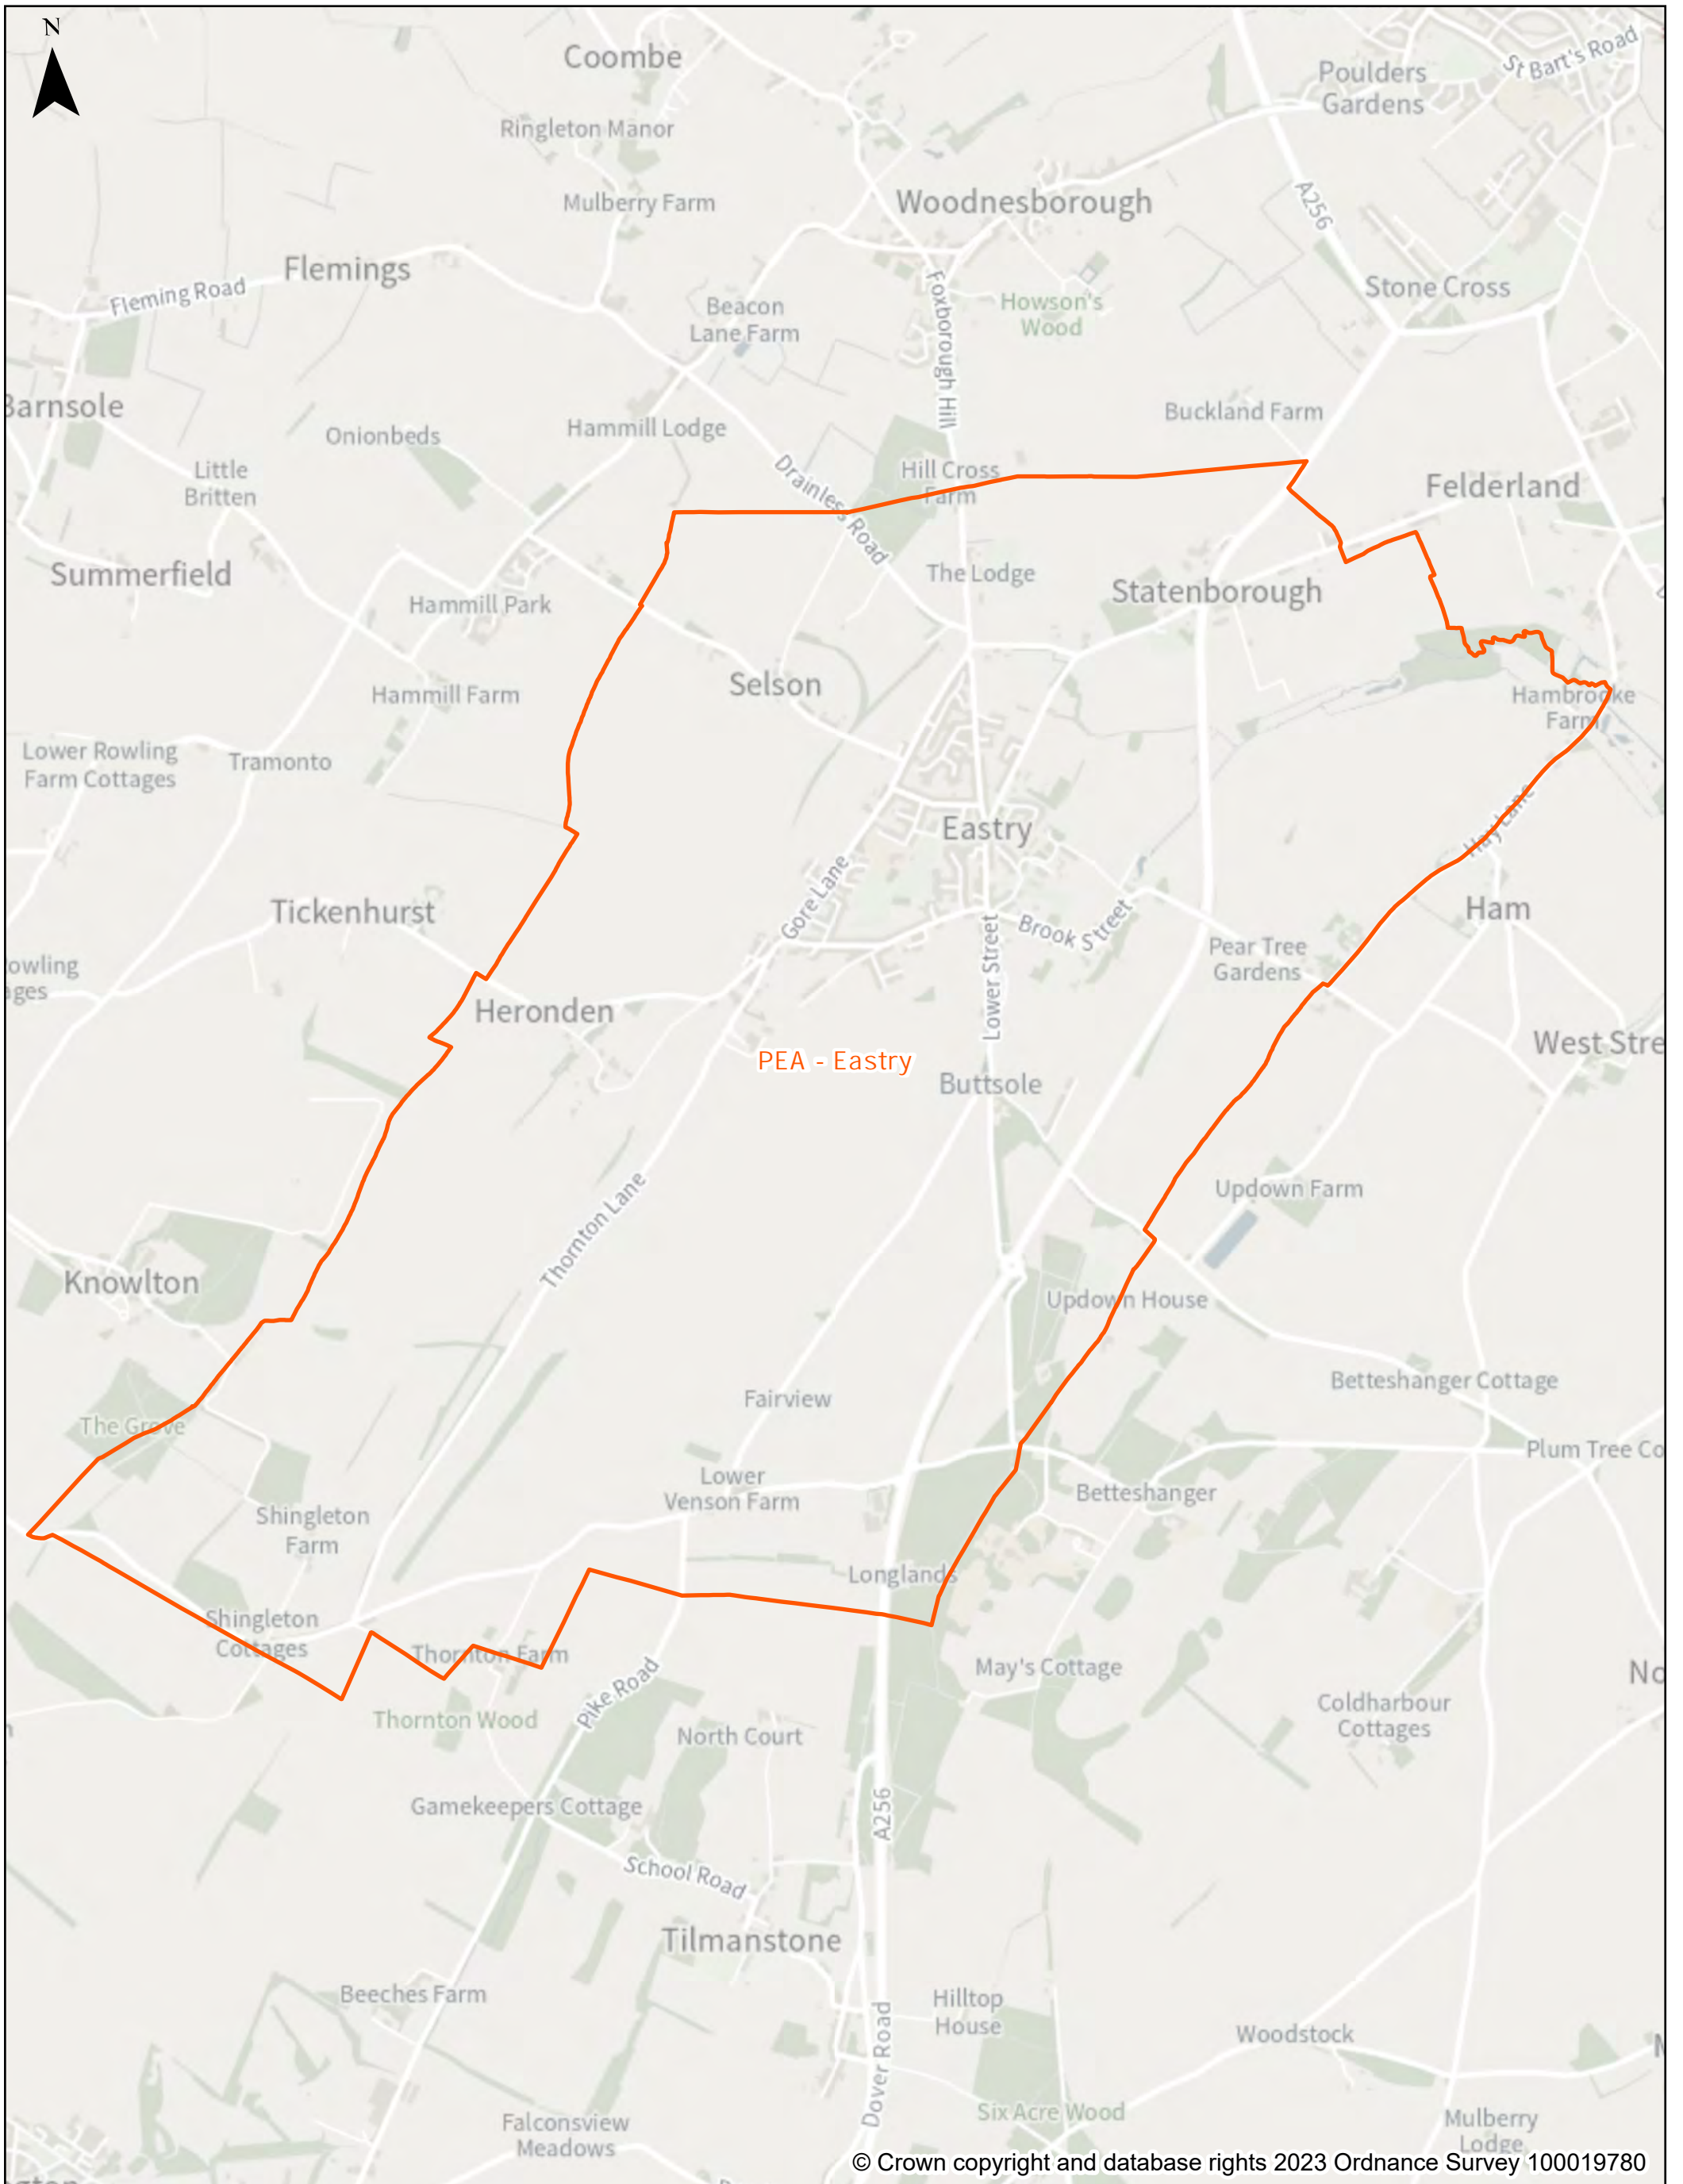 N
Coombe
St Bart's Road
Poulders
Gardens
Ringleton Manor
Mulberry Farm
Woodnesborough
A256
Flemings
Fleming Road
Stone Cross
Beacon
Lane Farm
Howson's
Wood
Foxborough Hill
Barnsole
Buckland Farm
Onionbeds
Hammill Lodge
Little
Britten
Drainless Road
Hill Cross
Farm
Felderland
Summerfield
The Lodge
Statenborough
Hammill Park
Selson
Hammill Farm
Hambrooke
Farm
Lower Rowling
Farm Cottages
Tramonto
Eastry
Hay Lane
Gore Lane
Tickenhurst
Ham
Brook Street
Lower Street
Pear Tree
Gardens
owling
ages
Heronden
West Stre
PEA - Eastry
Buttsole
Updown Farm
Thornton Lane
Knowlton
Updown House
Betteshanger Cottage
Fairview
The Grove
Plum Tree Co
Lower
Venson Farm
Betteshanger
Shingleton
Farm
Longlands
Shingleton
Cottages
Thornton Farm
May's Cottage
No
Pike Road
Coldharbour
Cottages
Thornton Wood
North Court
Gamekeepers Cottage
A256
School Road
Tilmanstone
Beeches Farm
Hilltop
House
Woodstock
Dover Road
Six Acre Wood
Falconsview
Meadows
Mulberry
Lodge
© Crown copyright and database rights 2023 Ordnance Survey 100019780